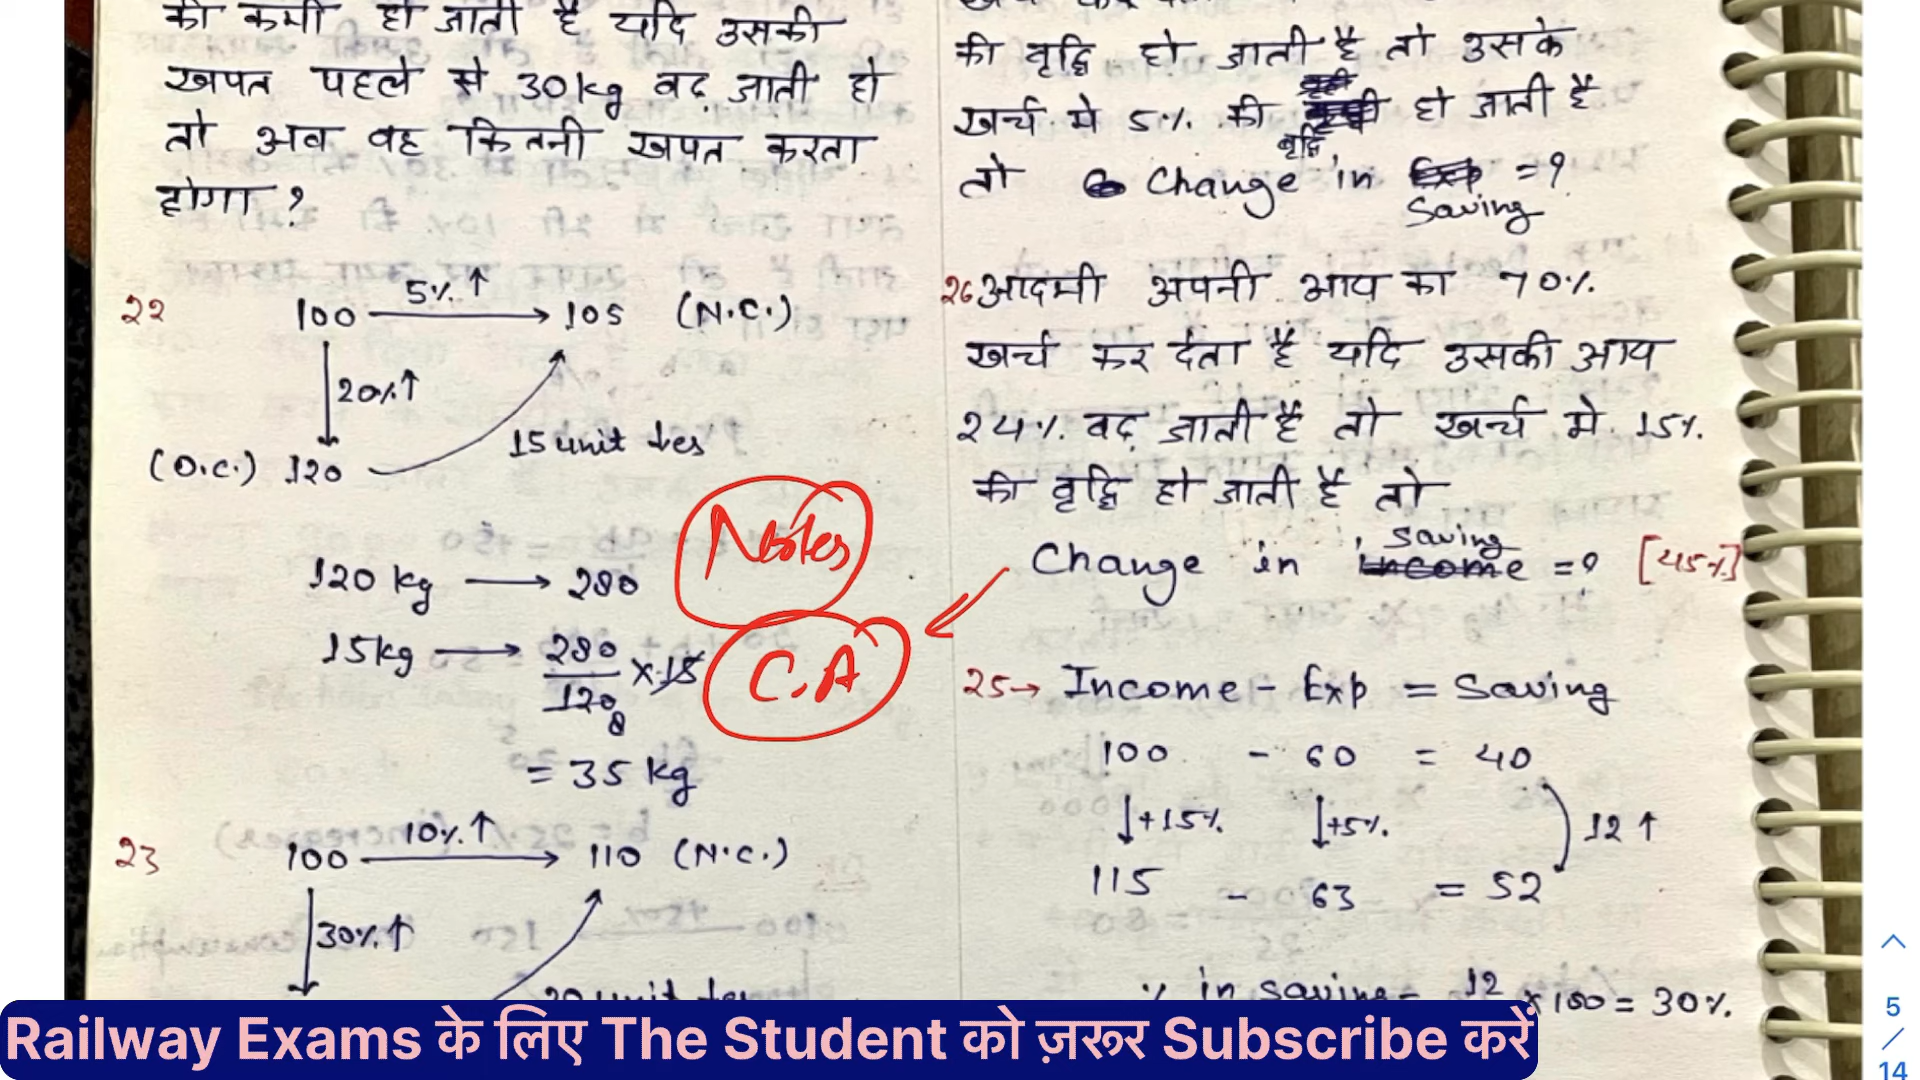 की कमी हो जाती है यदि उसकी
खपत पहले से 30kg बढ़ जाती हो
तो अब वह कितनी खपत करता
होगा ?
22
100 5%↑ 105 (N.C.)
20%↑
(O.C.) 120
15 unit
120 kg → 280
15kg → 280/120 × 15
8
= 35 kg
23
100 10%↑ 110 (N.C.)
30%↑
Notes
C.A
की वृद्धि हो जाती है तो उसके
खर्च मे 5% की वृद्धि हो जाती है
तो Change in Saving = ?
26 आदमी अपनी आय का 70%
खर्च कर देता है यदि उसकी आय
24% बढ़ जाती है तो खर्च मे 15%
की वृद्धि हो जाती है तो
Change in saving = ? [45%]
25→ Income - Exp = Saving
100 - 60 = 40
↓+15% ↓+5% 12↑
115 - 63 = 52
% in saving = 12 × 100 = 30%
Railway Exams के लिए The Student को ज़रूर Subscribe करें
5
/
14